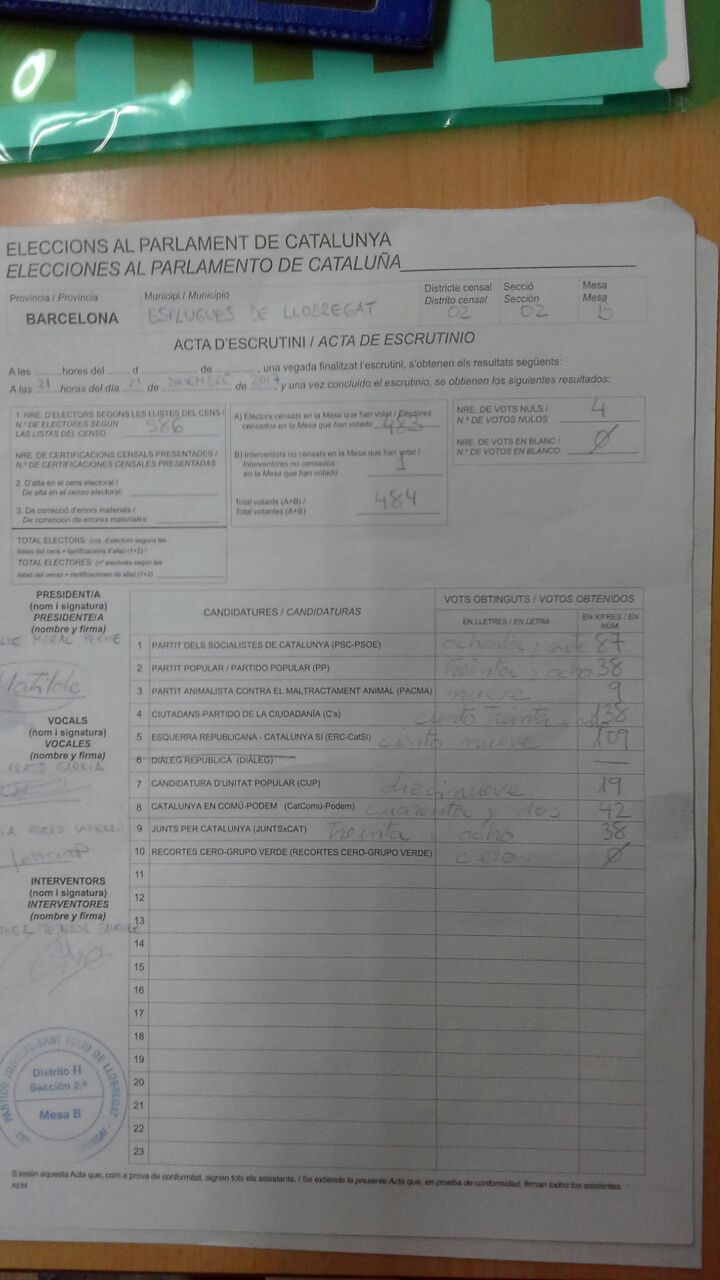 ELECCIONS AL PARLAMENT DE CATALUNYA
ELECCIONES AL PARLAMENTO DE CATALUÑA
Província / Provincia
BARCELONA
Municipi / Municipio
ESPLUGUES DE LLOBREGAT
Districte censal
Distrito censal
02
Secció
Sección
02
Mesa
Mesa
b
ACTA D'ESCRUTINI / ACTA DE ESCRUTINIO
A les ......... hores del ....... d ................... de ..............., una vegada finalitzat l'escrutini, s'obtenen els resultats següents:
A las 21 horas del día 21 de DICIEMBRE de 2017, y una vez concluido el escrutinio, se obtienen los siguientes resultados:
1. NRE. D'ELECTORS SEGONS LES LLISTES DEL CENS /
N.º DE ELECTORES SEGÚN
LAS LISTAS DEL CENSO
586
NRE. DE CERTIFICACIONS CENSALS PRESENTADES /
N.º DE CERTIFICACIONES CENSALES PRESENTADAS
2. D'alta en el cens electoral /
De alta en el censo electoral:
3. De correcció d'errors materials /
De corrección de errores materiales:
TOTAL ELECTORS: (nre. d'electors segons les
llistes del cens + certificacions d'alta) (1+2) /
TOTAL ELECTORES: (nº electores según las
listas del censo + certificaciones de alta) (1+2)
A) Electors censats en la Mesa que han votat / Electores
censados en la Mesa que han votado 483
B) Interventors no censats en la Mesa que han votat /
Interventores no censados
en la Mesa que han votado 1
Total votants (A+B) /
Total votantes (A+B) 484
NRE. DE VOTS NULS /
N.º DE VOTOS NULOS 4
NRE. DE VOTS EN BLANC /
N.º DE VOTOS EN BLANCO 0
PRESIDENT/A
(nom i signatura)
PRESIDENTE/A
(nombre y firma)
DE MORAL
Matilde
VOCALS
(nom i signatura)
VOCALES
(nombre y firma)
GARCIA
INTERVENTORS
(nom i signatura)
INTERVENTORES
(nombre y firma)
CANDIDATURES / CANDIDATURAS
VOTS OBTINGUTS / VOTOS OBTENIDOS
EN LLETRES / EN LETRA
EN XIFRES / EN NÚM.
1 PARTIT DELS SOCIALISTES DE CATALUNYA (PSC-PSOE) ochenta y siete 87
2 PARTIT POPULAR / PARTIDO POPULAR (PP) treinta y ocho 38
3 PARTIT ANIMALISTA CONTRA EL MALTRACTAMENT ANIMAL (PACMA) nueve 9
4 CIUTADANS-PARTIDO DE LA CIUDADANÍA (C's) ciento treinta y ocho 138
5 ESQUERRA REPUBLICANA - CATALUNYA SÍ (ERC-CatSí) ciento nueve 109
6 DIÀLEG REPUBLICÀ (DIÀLEG) —
7 CANDIDATURA D'UNITAT POPULAR (CUP) diecinueve 19
8 CATALUNYA EN COMÚ-PODEM (CatComú-Podem) cuarenta y dos 42
9 JUNTS PER CATALUNYA (JUNTSxCAT) treinta y ocho 38
10 RECORTES CERO-GRUPO VERDE (RECORTES CERO-GRUPO VERDE) cero 0
11
12
13
14
15
16
17
18
19
20
21
22
23
PARTIDO JUDICIAL SANT FELIU DE LLOBREGAT
Distrito II
Sección 2.ª
Mesa B
S'estén aquesta Acta que, com a prova de conformitat, signen tots els assistents. / Se extiende la presente Acta que, en prueba de conformidad, firman todos los asistentes.
AEM